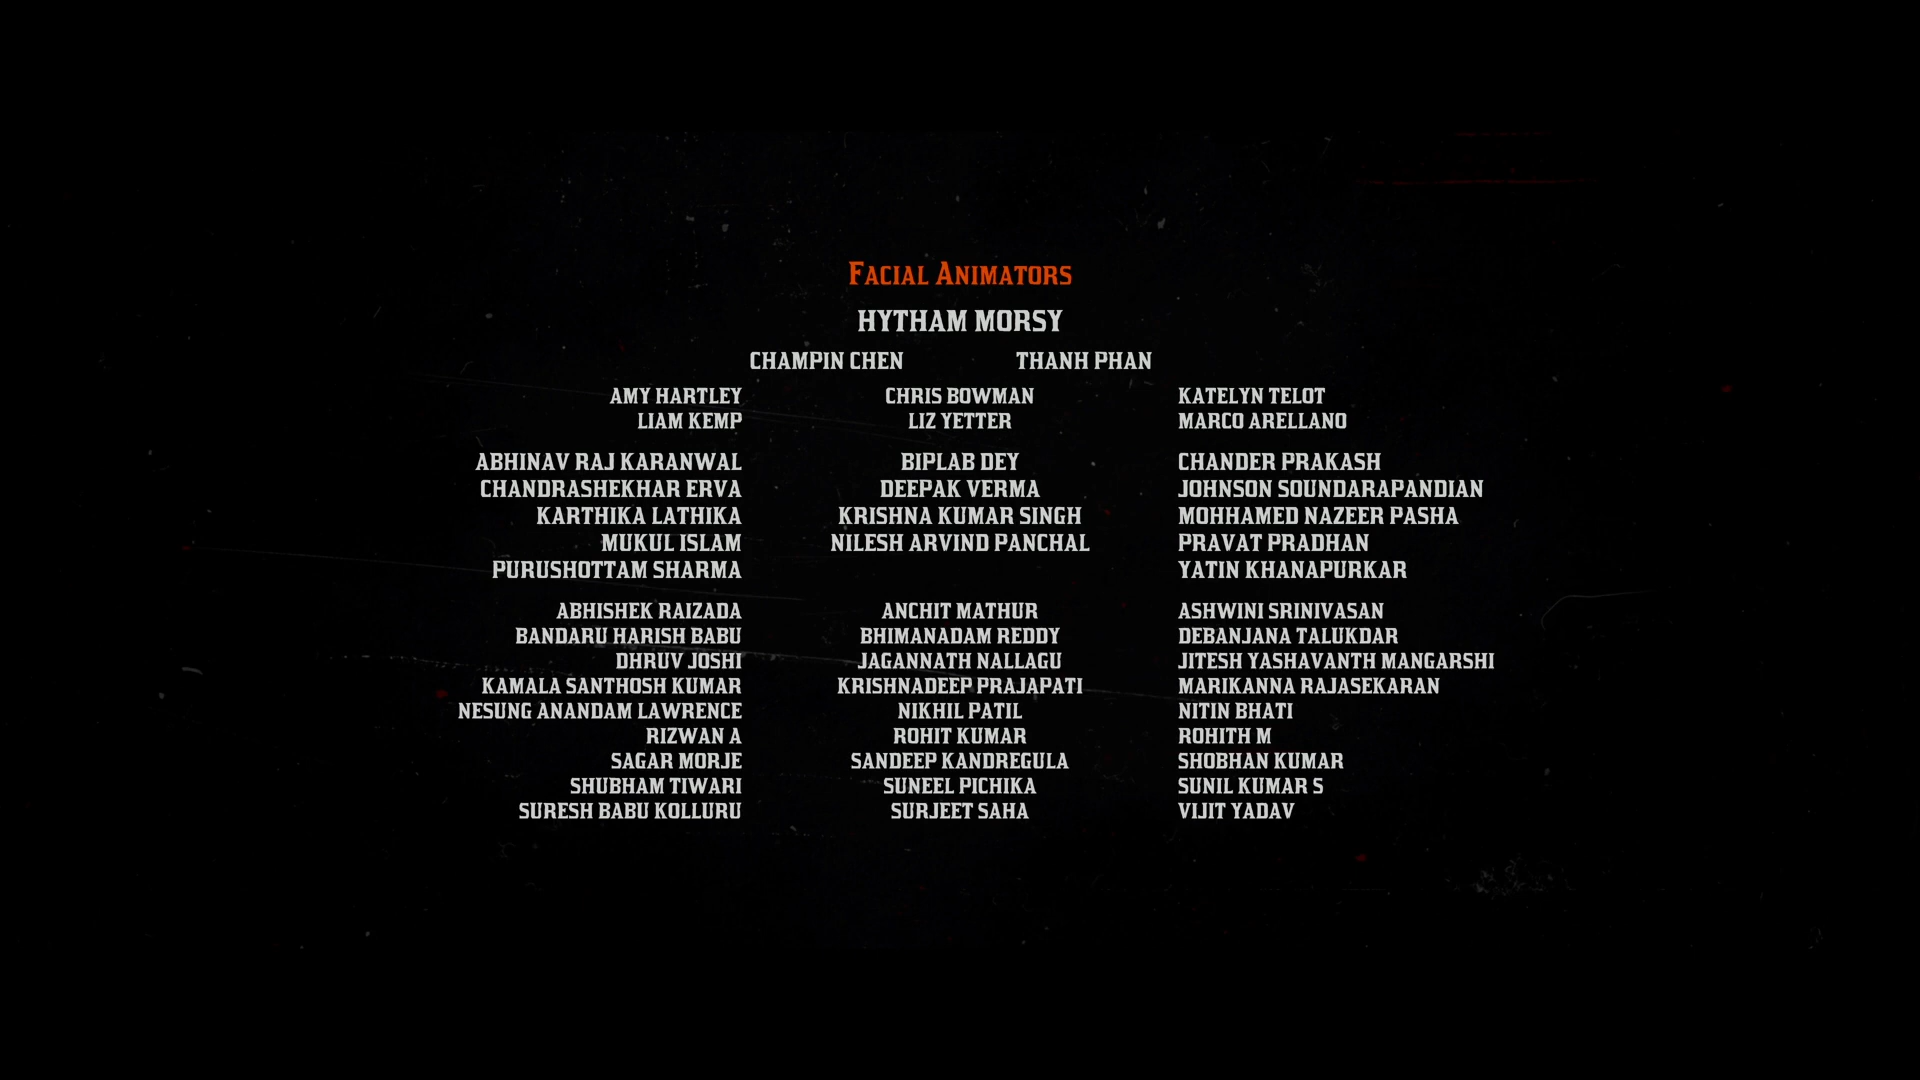 Facial Animators
HYTHAM MORSY
CHAMPIN CHEN THANH PHAN
AMY HARTLEY CHRIS BOWMAN KATELYN TELOT
LIAM KEMP LIZ YETTER MARCO ARELLANO
ABHINAV RAJ KARANWAL BIPLAB DEY CHANDER PRAKASH
CHANDRASHEKHAR ERVA DEEPAK VERMA JOHNSON SOUNDARAPANDIAN
KARTHIKA LATHIKA KRISHNA KUMAR SINGH MOHHAMED NAZEER PASHA
MUKUL ISLAM NILESH ARVIND PANCHAL PRAVAT PRADHAN
PURUSHOTTAM SHARMA YATIN KHANAPURKAR
ABHISHEK RAIZADA ANCHIT MATHUR ASHWINI SRINIVASAN
BANDARU HARISH BABU BHIMANADAM REDDY DEBANJANA TALUKDAR
DHRUV JOSHI JAGANNATH NALLAGU JITESH YASHAVANTH MANGARSHI
KAMALA SANTHOSH KUMAR KRISHNADEEP PRAJAPATI MARIKANNA RAJASEKARAN
NESUNG ANANDAM LAWRENCE NIKHIL PATIL NITIN BHATI
RIZWAN A ROHIT KUMAR ROHITH M
SAGAR MORJE SANDEEP KANDREGULA SHOBHAN KUMAR
SHUBHAM TIWARI SUNEEL PICHIKA SUNIL KUMAR S
SURESH BABU KOLLURU SURJEET SAHA VIJIT YADAV